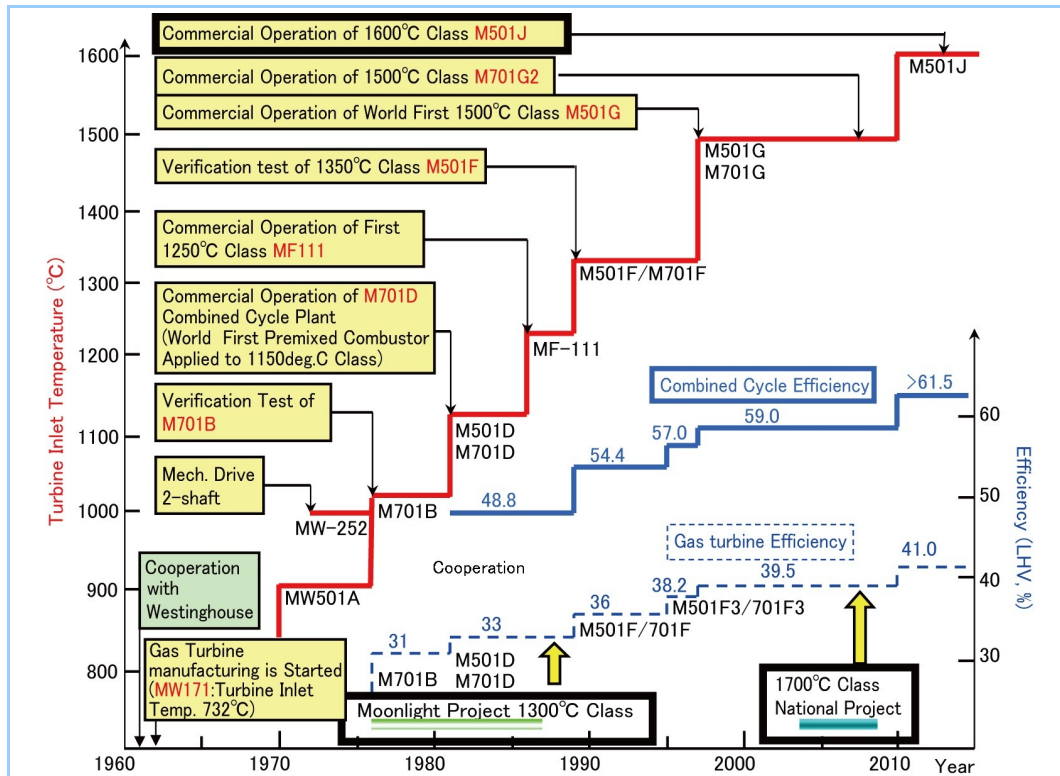 Commercial Operation of 1600℃ Class M501J
1600
M501J
Commercial Operation of 1500℃ Class M701G2
Commercial Operation of World First 1500℃ Class M501G
1500
M501G
M701G
Verification test of 1350℃ Class M501F
1400
Commercial Operation of First
1250℃ Class MF111
M501F/M701F
1300
Commercial Operation of M701D
Combined Cycle Plant
(World First Premixed Combustor
Applied to 1150deg.C Class)
1200
MF-111
Turbine Inlet Temperature (℃)
Verification Test of
M701B
1100
M501D
M701D
Combined Cycle Efficiency
>61.5
60
59.0
57.0
54.4
Mech. Drive
2-shaft
1000
MW-252
M701B
48.8
50
Efficiency (LHV. %)
Gas turbine Efficiency
Cooperation
with
Westinghouse
900
MW501A
Cooperation
41.0
40
39.5
38.2
M501F3/701F3
36
M501F/701F
33
31
M501D
M701D
M701B
30
800
Gas Turbine
manufacturing is Started
(MW171:Turbine Inlet
Temp. 732℃)
Moonlight Project 1300℃ Class
1700℃ Class
National Project
1960
1970
1980
1990
2000
2010
Year